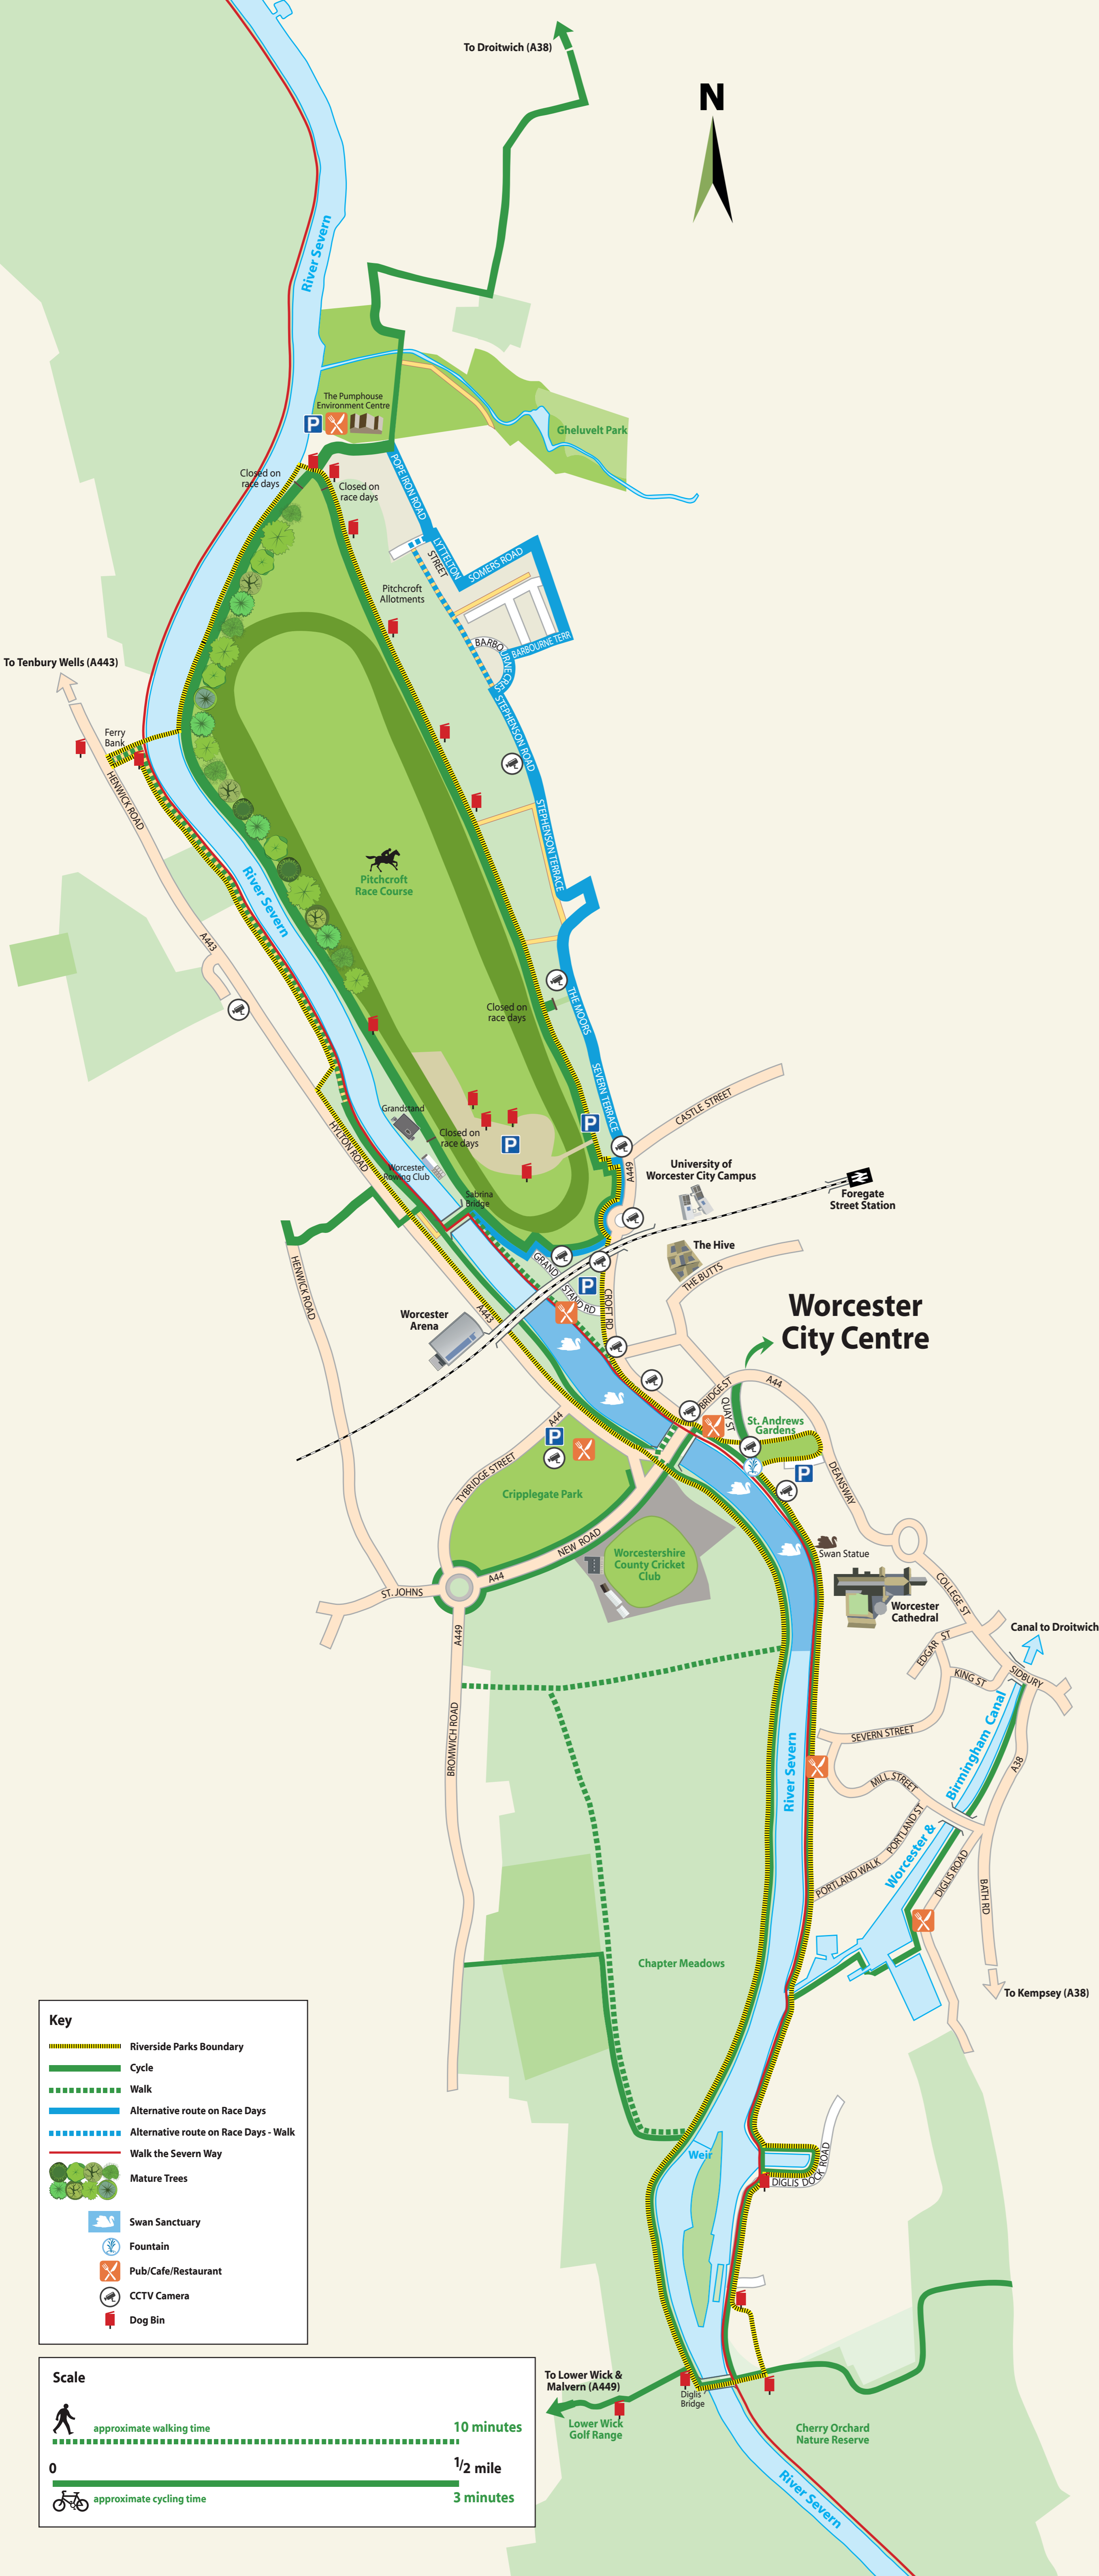 To Droitwich (A38)
N
River Severn
The Pumphouse
Environment Centre
P
Gheluvelt Park
Closed on
race days
Closed on
race days
POPE IRON ROAD
LYTTELTON
STREET
SOMERS ROAD
Pitchcroft
Allotments
BARBOURNE CRES
BARBOURNE TERR
To Tenbury Wells (A443)
Ferry
Bank
STEPHENSON ROAD
HENWICK ROAD
STEPHENSON TERRACE
Pitchcroft
Race Course
River Severn
A443
Closed on
race days
THE MOORS
SEVERN TERRACE
CASTLE STREET
Grandstand
P
HYLTON ROAD
Closed on
race days
P
Worcester
Rowing Club
A449
University of
Worcester City Campus
Sabrina
Bridge
Foregate
Street Station
The Hive
GRAND STAND RD
P
THE BUTTS
HENWICK ROAD
CROFT RD
A443
Worcester
Arena
Worcester
City Centre
A44
BRIDGE ST
QUAY ST
A44
St. Andrews
Gardens
P
P
TYBRIDGE STREET
DEANSWAY
Cripplegate Park
NEW ROAD
A44
Worcestershire
County Cricket
Club
Swan Statue
ST. JOHNS
COLLEGE ST
Worcester
Cathedral
A449
Canal to Droitwich
EDGAR ST
SIDBURY
KING ST
BROMWICH ROAD
SEVERN STREET
River Severn
Worcester &
Birmingham Canal
A38
MILL STREET
PORTLAND ST
PORTLAND WALK
DIGLIS ROAD
BATH RD
Chapter Meadows
To Kempsey (A38)
Weir
DIGLIS DOCK ROAD
Key
Riverside Parks Boundary
Cycle
Walk
Alternative route on Race Days
Alternative route on Race Days - Walk
Walk the Severn Way
Mature Trees
Swan Sanctuary
Fountain
Pub/Cafe/Restaurant
CCTV Camera
Dog Bin
Scale
approximate walking time
10 minutes
0
1/2 mile
approximate cycling time
3 minutes
To Lower Wick &
Malvern (A449)
Diglis
Bridge
Lower Wick
Golf Range
Cherry Orchard
Nature Reserve
River Severn